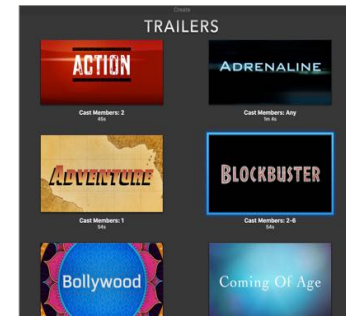 Create
TRAILERS
ACTION
ADRENALINE
Cast Members: 2
Cast Members: Any
1m 4s
ADVENTURE
BLOCKBUSTER
Cast Members: 1
Cast Members: 2-6
54s
54s
Bollywood
Coming Of Age